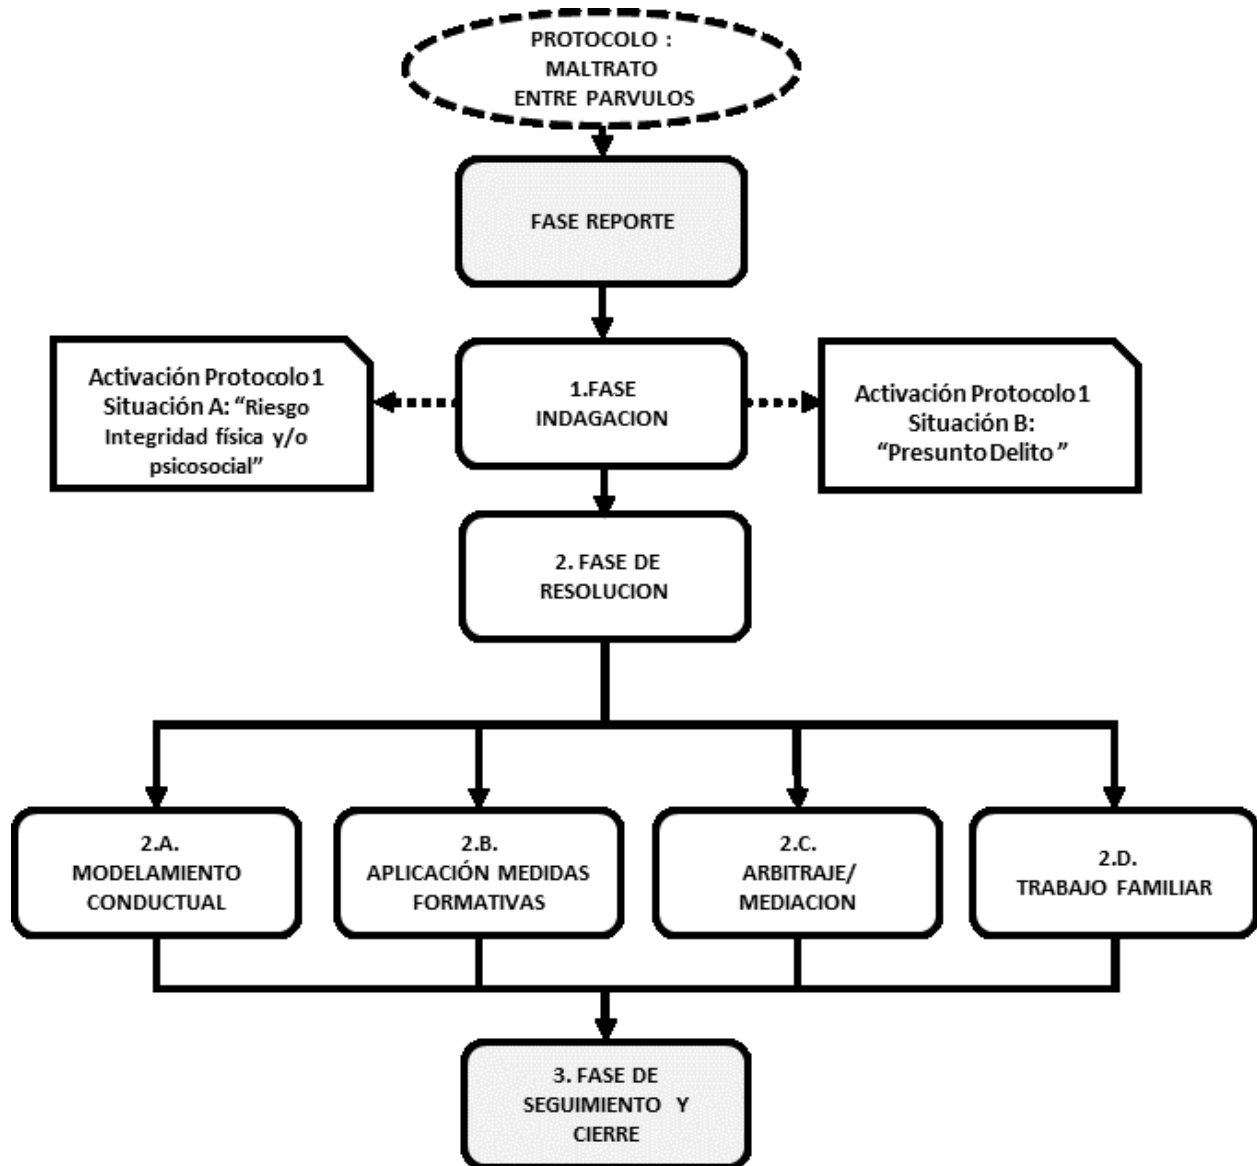 PROTOCOLO :
MALTRATO
ENTRE PARVULOS
FASE REPORTE
1.FASE
INDAGACION
Activación Protocolo 1
Situación A: “Riesgo
Integridad física y/o
psicosocial”
Activación Protocolo 1
Situación B:
“Presunto Delito ”
2. FASE DE
RESOLUCION
2.A.
MODELAMIENTO
CONDUCTUAL
2.B.
APLICACIÓN MEDIDAS
FORMATIVAS
2.C.
ARBITRAJE/
MEDIACION
2.D.
TRABAJO FAMILIAR
3. FASE DE
SEGUIMIENTO Y
CIERRE